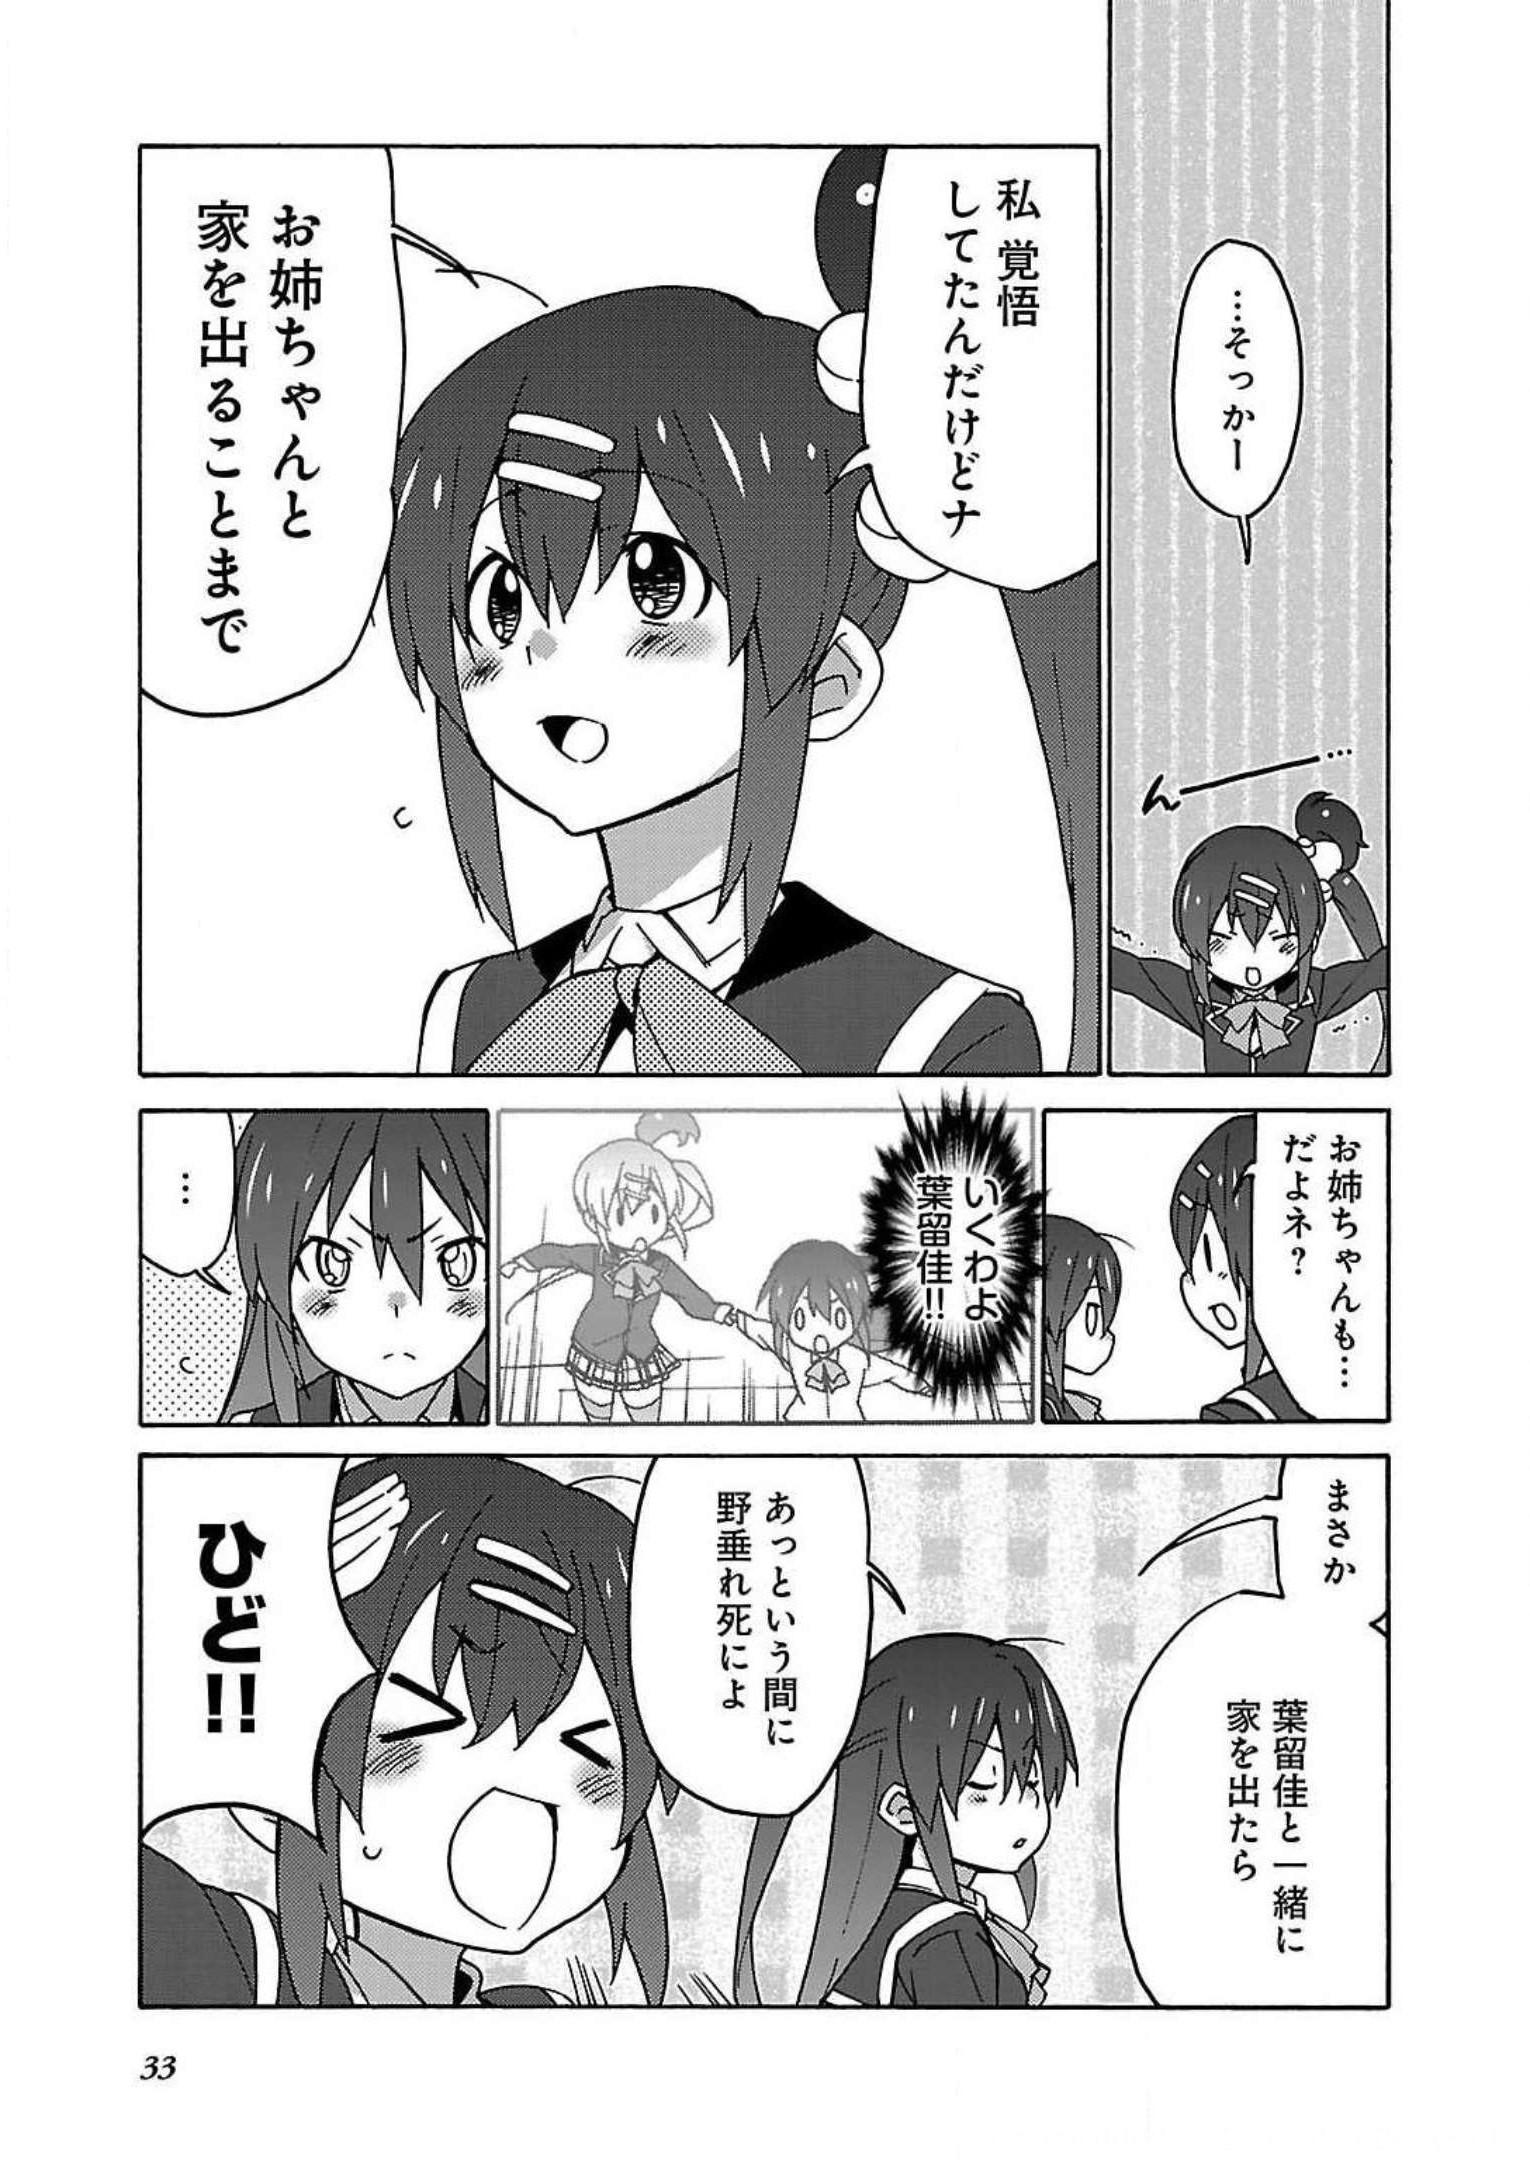 …そっかー
んー…
私 覚悟
してたんだけどナ
お姉ちゃんと
家を出ることまで
お姉ちゃんも…
だよネ?
いくわよ
葉留佳!!
…
まさか
葉留佳と一緒に
家を出たら
あっという間に
野垂れ死によ
ひど!!
33